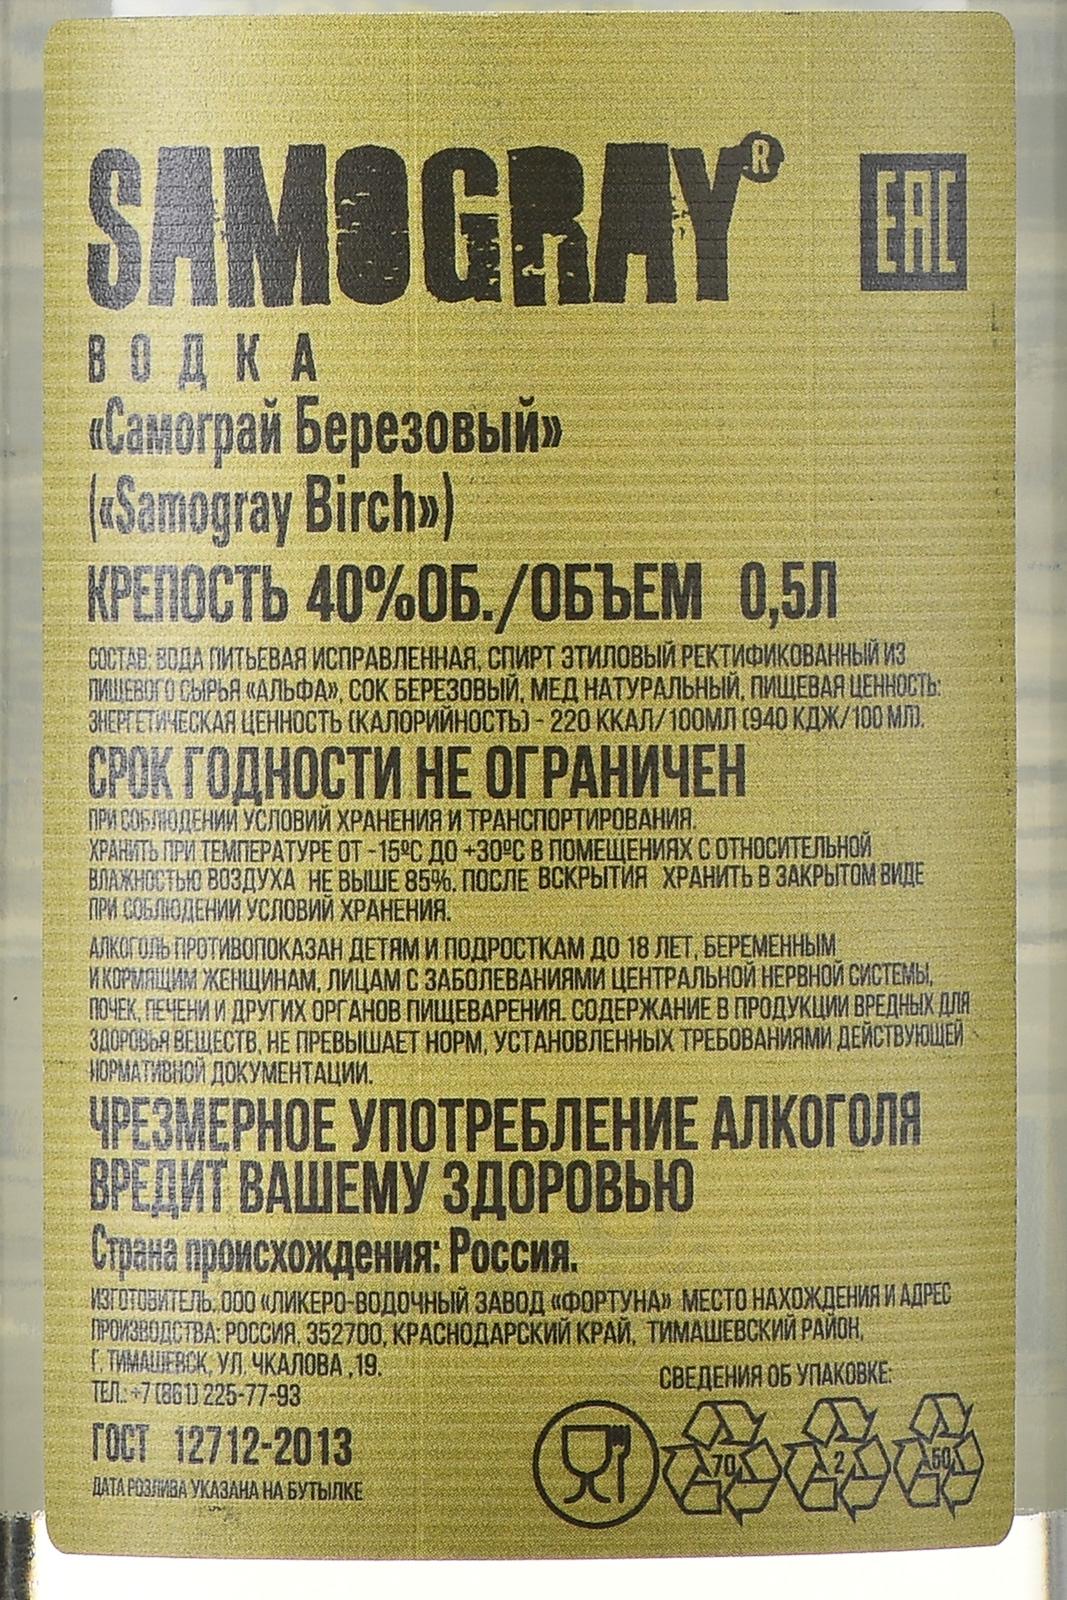 SAMOGRAY®
EAC
ВОДКА
«Самограй Березовый»
(«Samogray Birch»)
КРЕПОСТЬ 40%ОБ./ОБЪЕМ 0,5Л
СОСТАВ: ВОДА ПИТЬЕВАЯ ИСПРАВЛЕННАЯ, СПИРТ ЭТИЛОВЫЙ РЕКТИФИКОВАННЫЙ ИЗ
ПИЩЕВОГО СЫРЬЯ «АЛЬФА», СОК БЕРЕЗОВЫЙ, МЕД НАТУРАЛЬНЫЙ, ПИЩЕВАЯ ЦЕННОСТЬ:
ЭНЕРГЕТИЧЕСКАЯ ЦЕННОСТЬ (КАЛОРИЙНОСТЬ) - 220 ККАЛ/100МЛ (940 КДЖ/100 МЛ).
СРОК ГОДНОСТИ НЕ ОГРАНИЧЕН
ПРИ СОБЛЮДЕНИИ УСЛОВИЙ ХРАНЕНИЯ И ТРАНСПОРТИРОВАНИЯ.
ХРАНИТЬ ПРИ ТЕМПЕРАТУРЕ ОТ -15ºС ДО +30ºС В ПОМЕЩЕНИЯХ С ОТНОСИТЕЛЬНОЙ
ВЛАЖНОСТЬЮ ВОЗДУХА НЕ ВЫШЕ 85%. ПОСЛЕ ВСКРЫТИЯ ХРАНИТЬ В ЗАКРЫТОМ ВИДЕ
ПРИ СОБЛЮДЕНИИ УСЛОВИЙ ХРАНЕНИЯ.
АЛКОГОЛЬ ПРОТИВОПОКАЗАН ДЕТЯМ И ПОДРОСТКАМ ДО 18 ЛЕТ, БЕРЕМЕННЫМ
И КОРМЯЩИМ ЖЕНЩИНАМ, ЛИЦАМ С ЗАБОЛЕВАНИЯМИ ЦЕНТРАЛЬНОЙ НЕРВНОЙ СИСТЕМЫ,
ПОЧЕК, ПЕЧЕНИ И ДРУГИХ ОРГАНОВ ПИЩЕВАРЕНИЯ. СОДЕРЖАНИЕ В ПРОДУКЦИИ ВРЕДНЫХ ДЛЯ
ЗДОРОВЬЯ ВЕЩЕСТВ, НЕ ПРЕВЫШАЕТ НОРМ, УСТАНОВЛЕННЫХ ТРЕБОВАНИЯМИ ДЕЙСТВУЮЩЕЙ
НОРМАТИВНОЙ ДОКУМЕНТАЦИИ.
ЧРЕЗМЕРНОЕ УПОТРЕБЛЕНИЕ АЛКОГОЛЯ
ВРЕДИТ ВАШЕМУ ЗДОРОВЬЮ
Страна происхождения: Россия.
ИЗГОТОВИТЕЛЬ, ООО «ЛИКЕРО-ВОДОЧНЫЙ ЗАВОД «ФОРТУНА» МЕСТО НАХОЖДЕНИЯ И АДРЕС
ПРОИЗВОДСТВА: РОССИЯ, 352700, КРАСНОДАРСКИЙ КРАЙ, ТИМАШЕВСКИЙ РАЙОН,
Г. ТИМАШЕВСК, УЛ. ЧКАЛОВА ,19.
ТЕЛ.: +7 (861) 225-77-93
СВЕДЕНИЯ ОБ УПАКОВКЕ:
ГОСТ 12712-2013
ДАТА РОЗЛИВА УКАЗАНА НА БУТЫЛКЕ
70 2 60